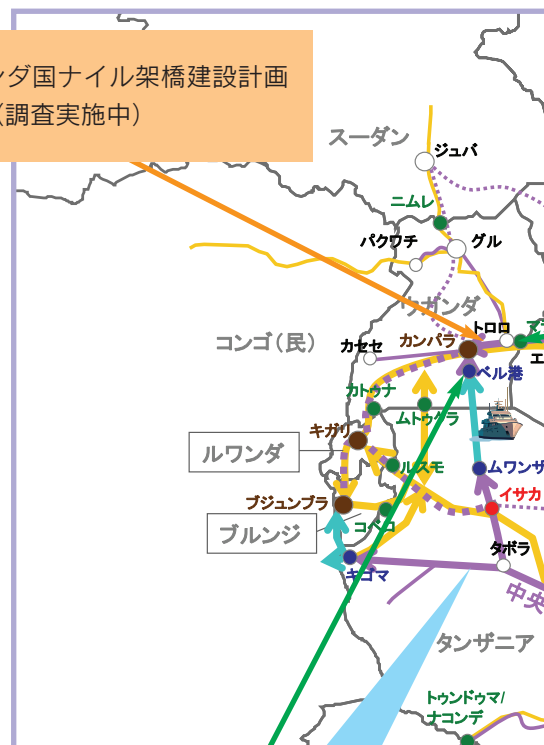 ンダ国ナイル架橋建設計画
（調査実施中）
スーダン
ジュバ
ニムレ
パクワチ
グル
ウガンダ
トロロ
マラ
コンゴ（民）
カセセ
カンパラ
エ
ベル港
カトゥナ
ムトゥクラ
キガリ
ルワンダ
ルスモ
ムワンザ
イサカ
ブジュンブラ
コベロ
ブルンジ
タボラ
キゴマ
中央
タンザニア
トゥンドゥマ/
ナコンデ